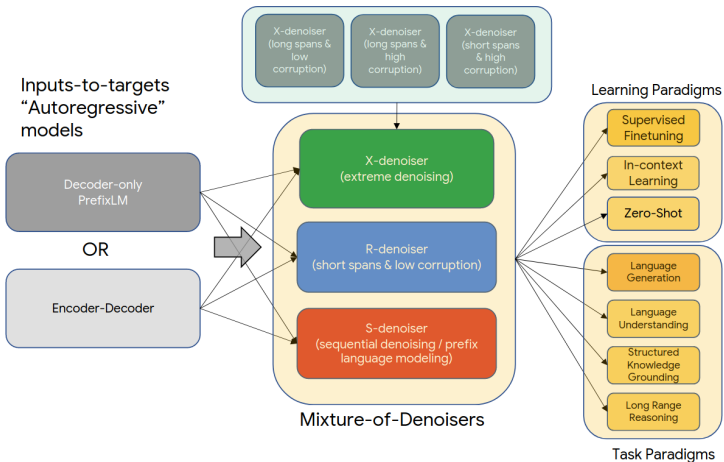 X-denoiser
(long spans &
low
corruption)
X-denoiser
(long spans &
high
corruption)
X-denoiser
(short spans
& high
corruption)
Inputs-to-targets
“Autoregressive”
models
Decoder-only
PrefixLM
OR
Encoder-Decoder
X-denoiser
(extreme denoising)
R-denoiser
(short spans & low corruption)
S-denoiser
(sequential denoising / prefix
language modeling)
Mixture-of-Denoisers
Learning Paradigms
Supervised
Finetuning
In-context
Learning
Zero-Shot
Language
Generation
Language
Understanding
Structured
Knowledge
Grounding
Long Range
Reasoning
Task Paradigms